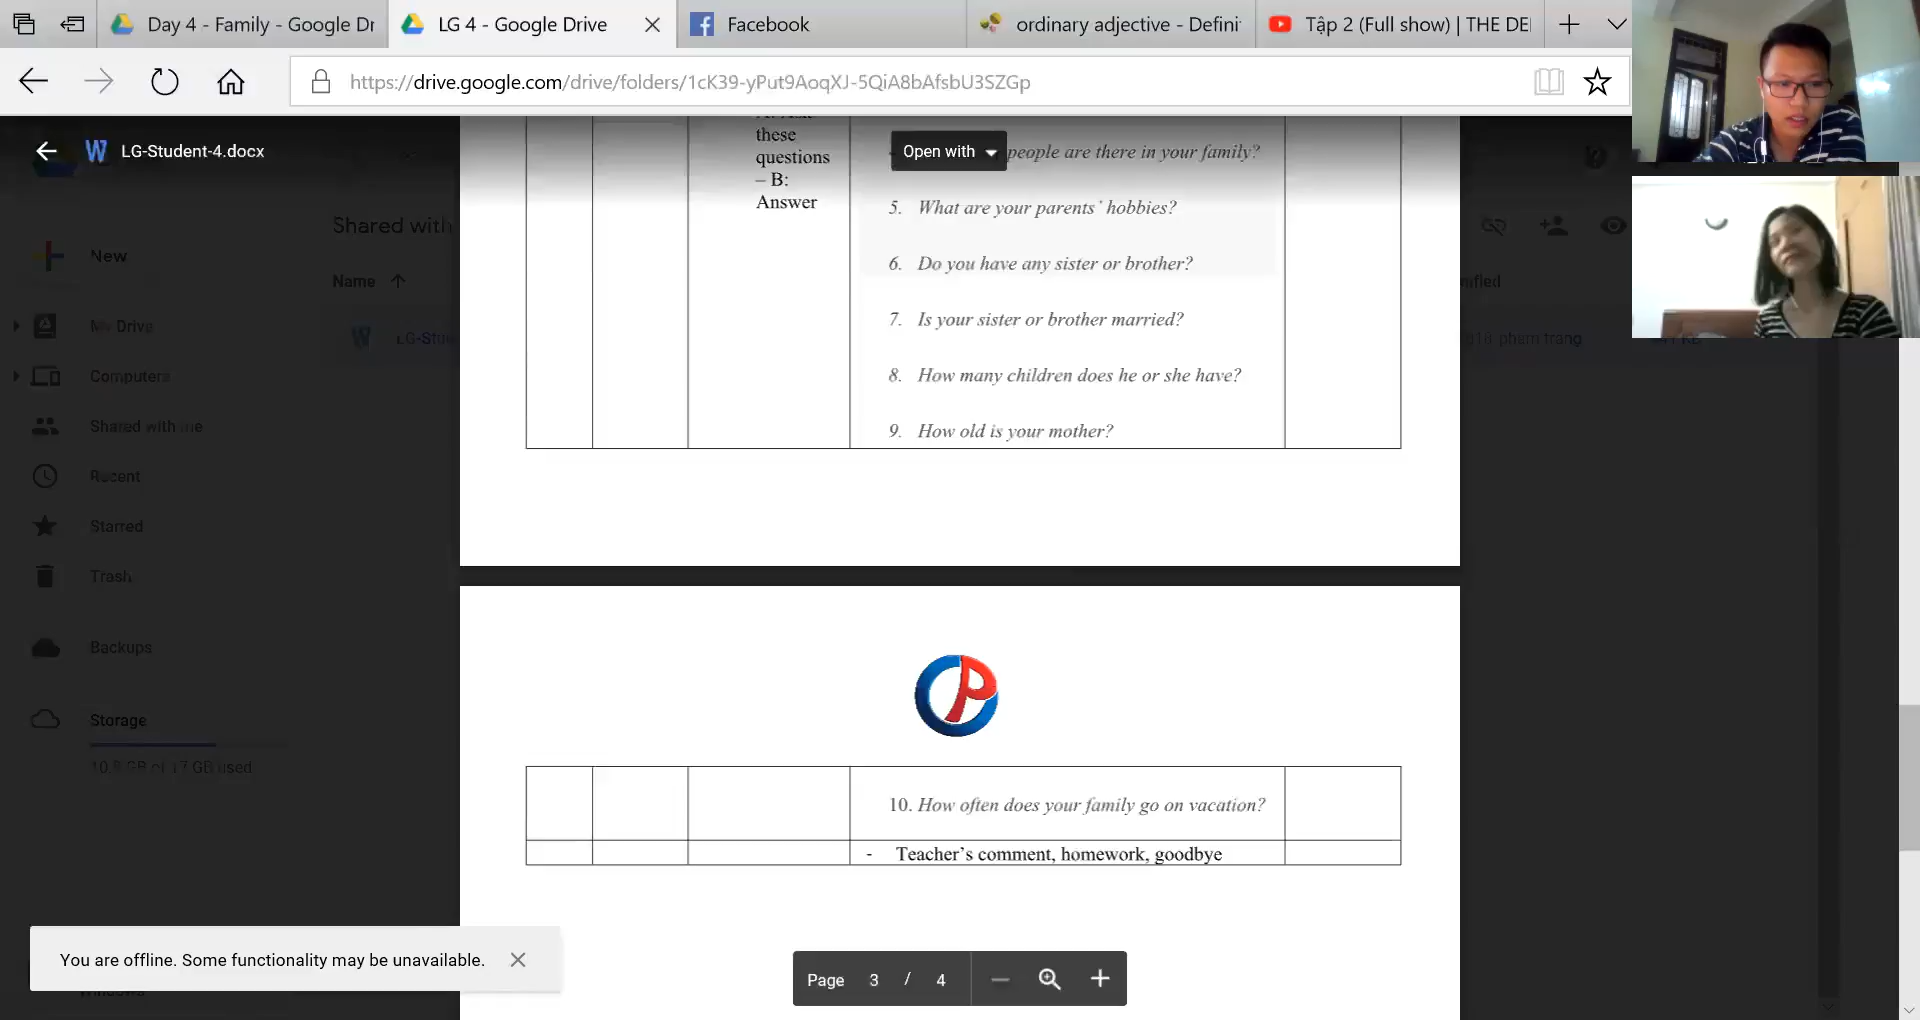 Day 4 - Family - Google Dr
LG 4 - Google Drive
Facebook
ordinary adjective - Defini
Tập 2 (Full show) | THE DE
https://drive.google.com/drive/folders/1cK39-yPut9AoqXJ-5QiA8bAfsbU3SZGp
LG-Student-4.docx
Open with
these
questions
– B:
Answer
people are there in your family?
5. What are your parents' hobbies?
6. Do you have any sister or brother?
7. Is your sister or brother married?
8. How many children does he or she have?
9. How old is your mother?
10. How often does your family go on vacation?
- Teacher's comment, homework, goodbye
New
Shared with
Name
My Drive
LG-Stu
pham trang
Computers
Shared with me
Recent
Starred
Trash
Backups
Storage
GB used
You are offline. Some functionality may be unavailable.
Page 3 / 4